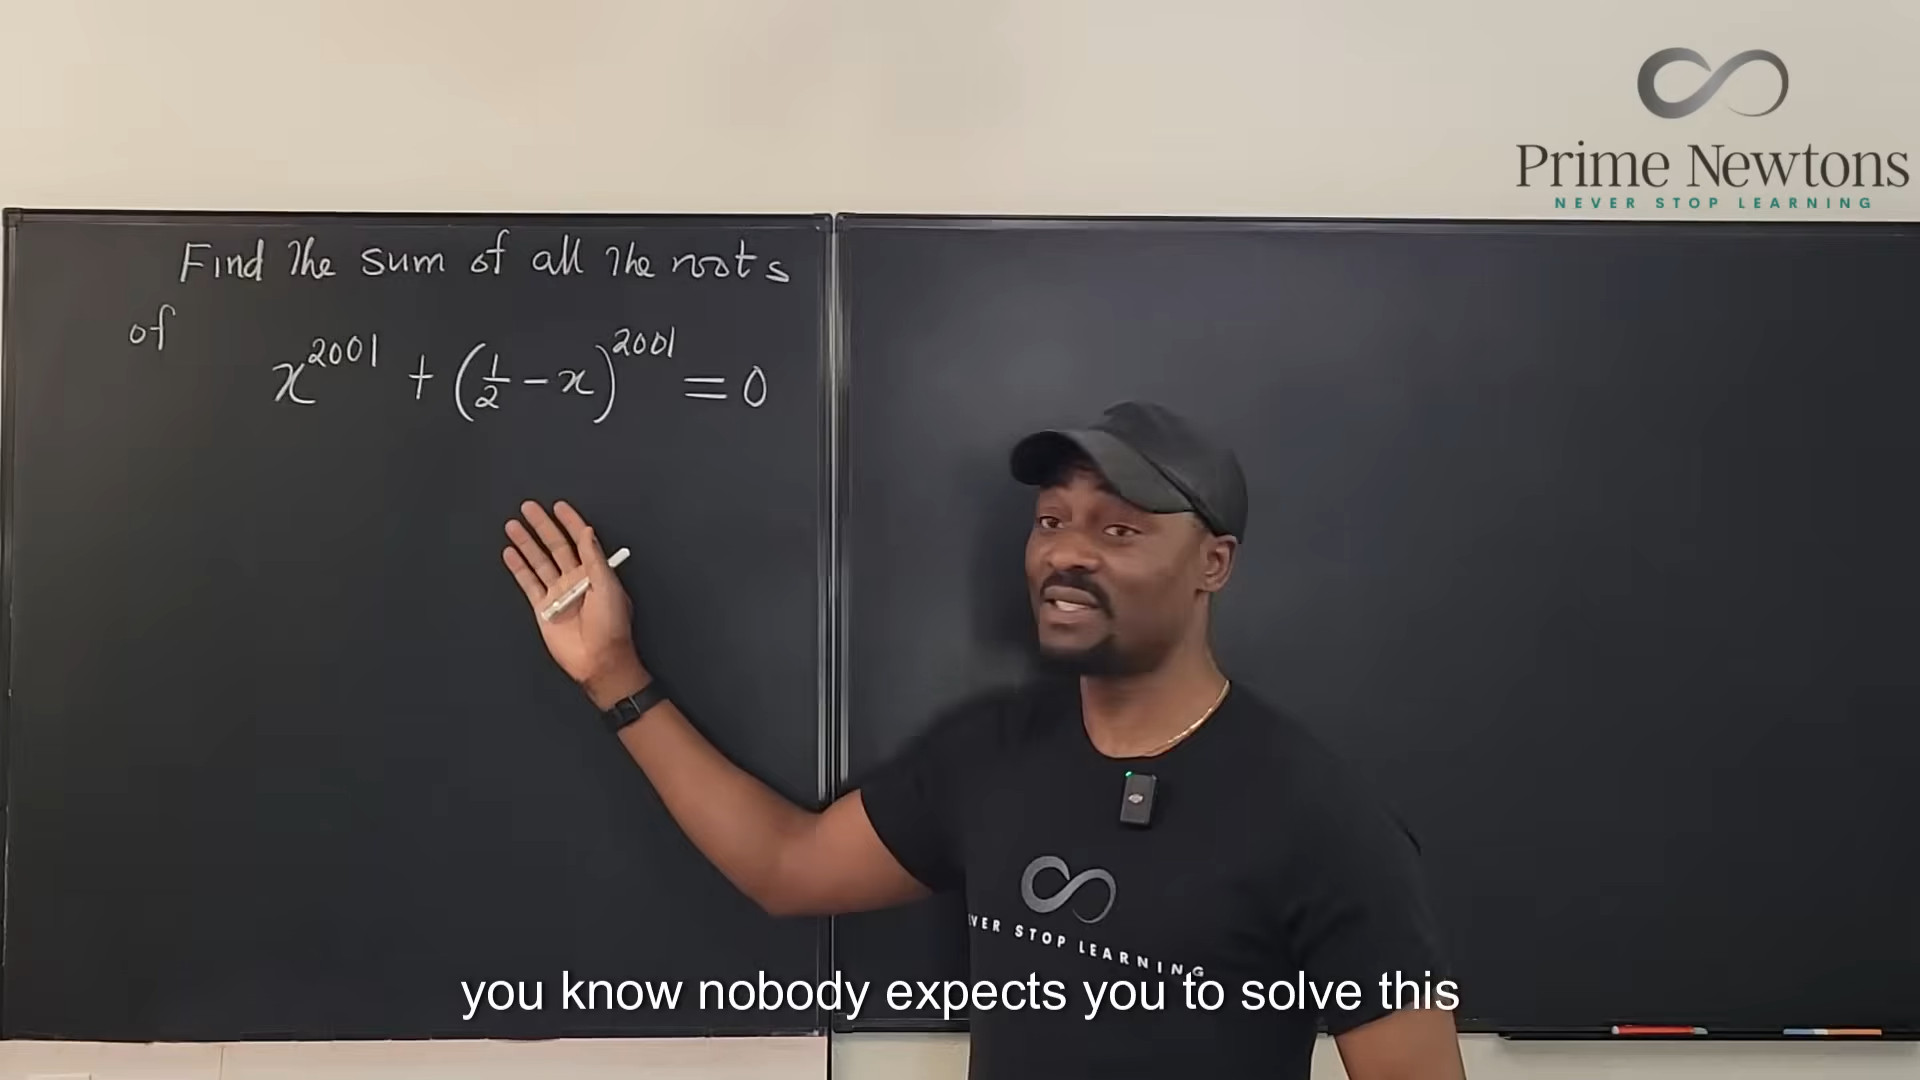 Prime Newtons
NEVER STOP LEARNING
Find the sum of all the roots
of x^2001 + (1/2 - x)^2001 = 0
VER STOP LEARNING
you know nobody expects you to solve this